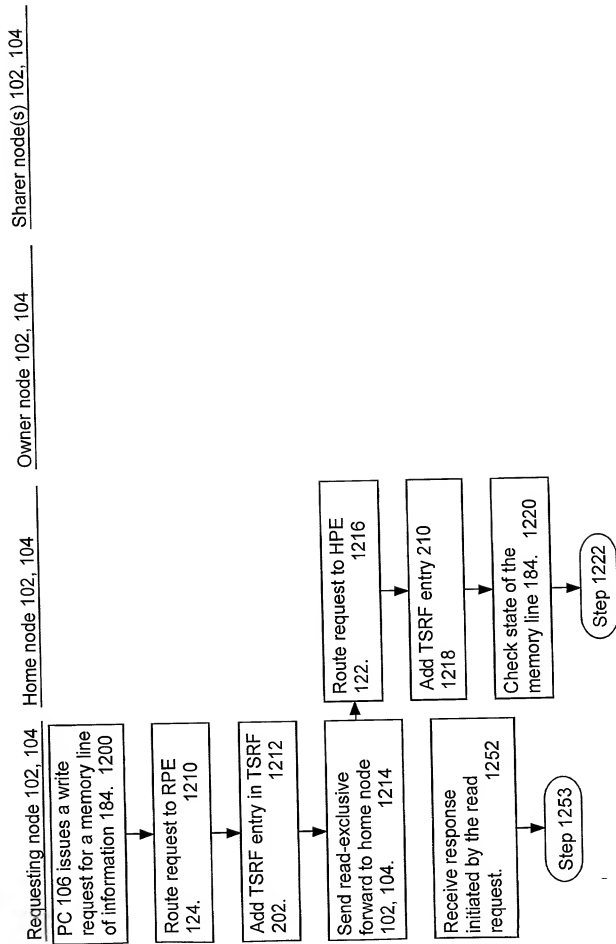 Requesting node 102, 104
Home node 102, 104
Owner node 102, 104
Sharer node(s) 102, 104
PC 106 issues a write
request for a memory line
of information 184. 1200
Route request to RPE
124. 1210
Add TSRF entry in TSRF
202. 1212
Send read-exclusive
forward to home node
102, 104. 1214
Route request to HPE
122. 1216
Add TSRF entry 210
1218
Check state of the
memory line 184. 1220
Step 1222
Receive response
initiated by the read
request. 1252
Step 1253